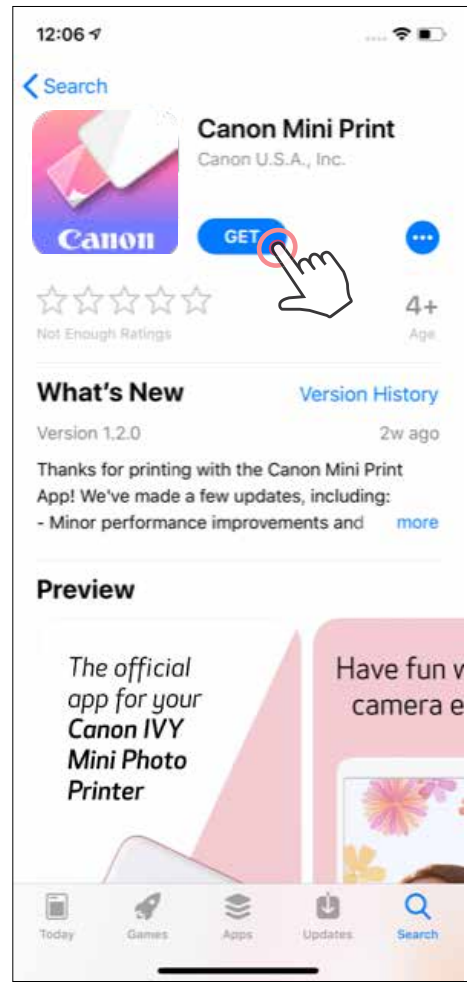 12:06
Search
Canon Mini Print
Canon U.S.A., Inc.
Canon
GET
4+
Not Enough Ratings
Age
What's New
Version History
Version 1.2.0
2w ago
Thanks for printing with the Canon Mini Print
App! We've made a few updates, including:
- Minor performance improvements and more
Preview
The official
app for your
Canon IVY
Mini Photo
Printer
Have fun w
camera e
Today
Games
Apps
Updates
Search